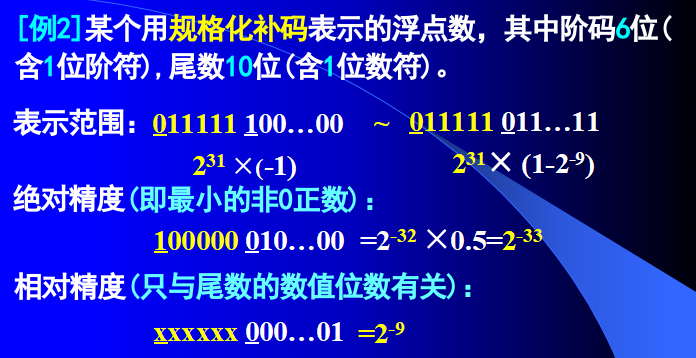 [例2]某个用规格化补码表示的浮点数，其中阶码6位(
含1位阶符),尾数10位(含1位数符)。
表示范围：011111 100…00 ~ 011111 011…11
2³¹ ×(-1) 2³¹× (1-2⁻⁹)
绝对精度(即最小的非0正数)：
100000 010…00 =2⁻³² ×0.5=2⁻³³
相对精度(只与尾数的数值位数有关)：
xxxxxx 000…01 =2⁻⁹